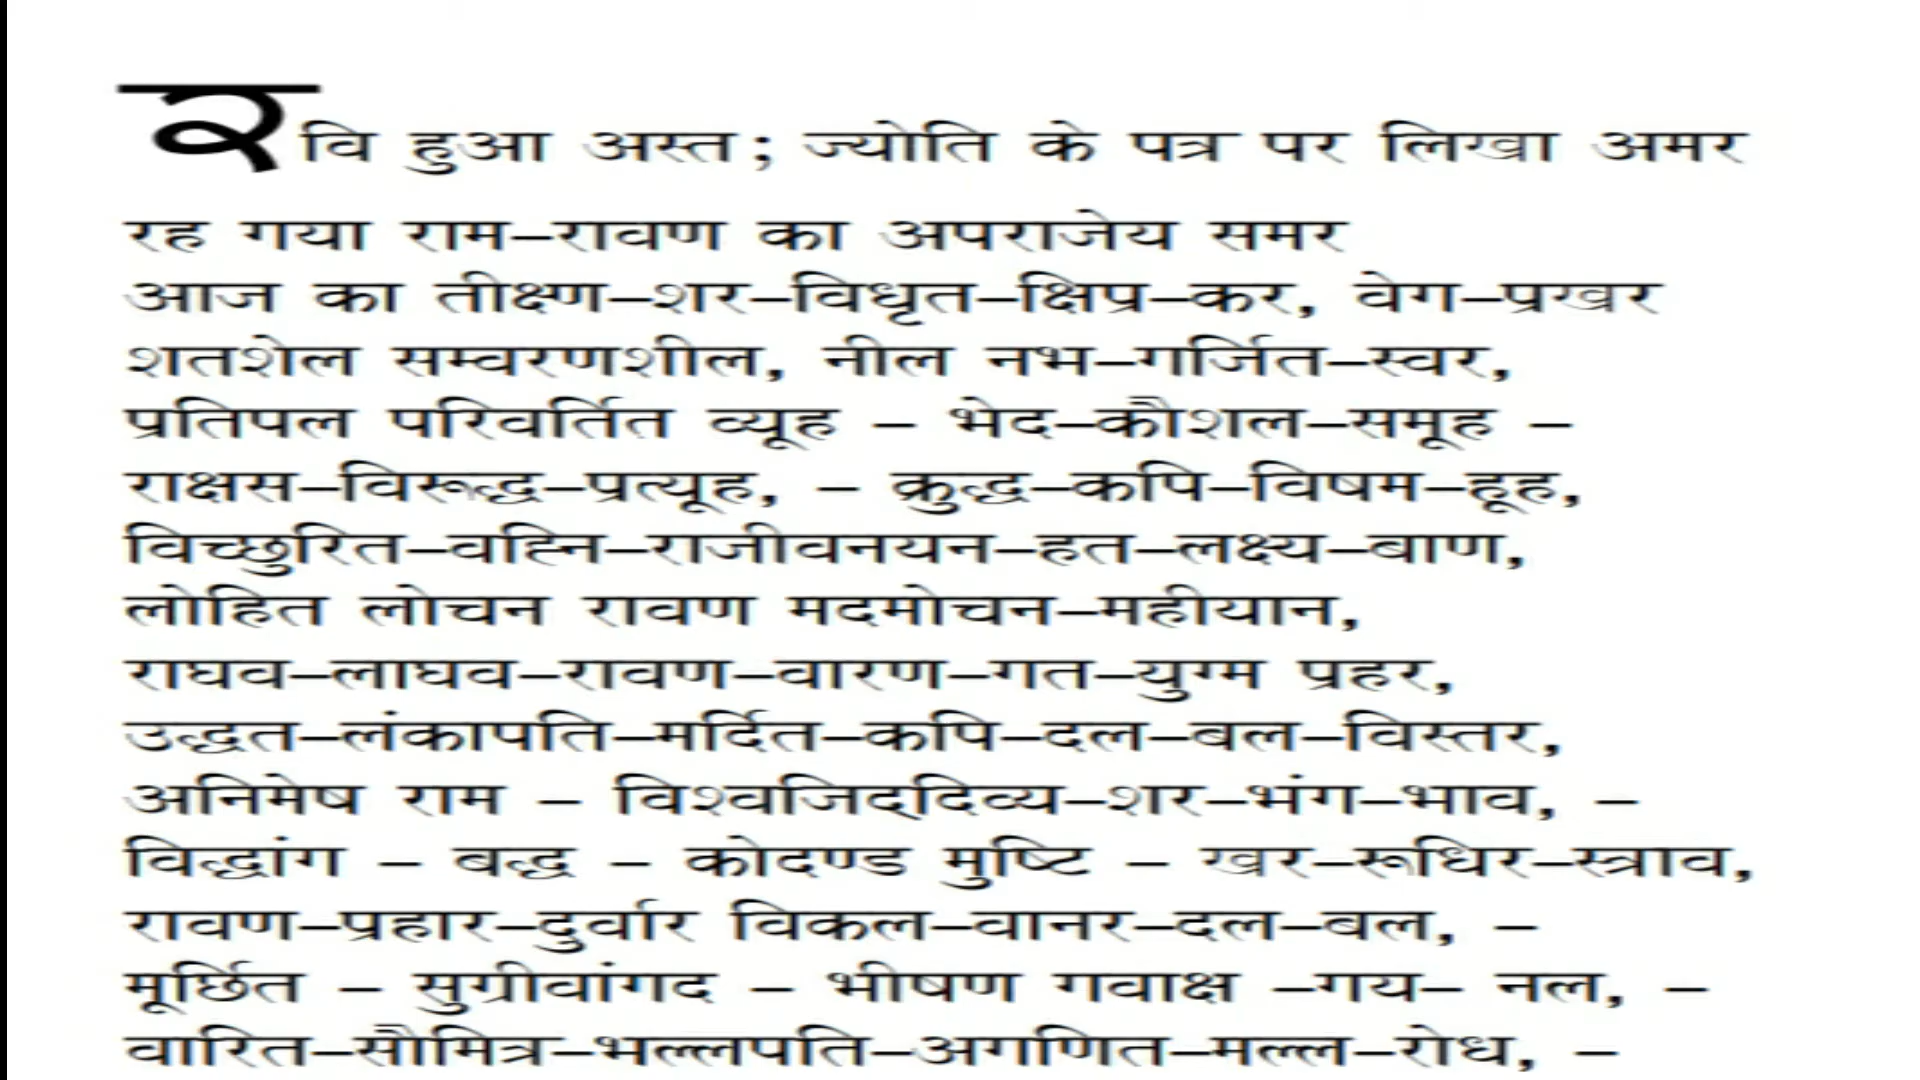 रवि हुआ अस्त; ज्योति के पत्र पर लिखा अमर
रह गया राम–रावण का अपराजेय समर
आज का तीक्ष्ण–शर–विधृत–क्षिप्र–कर, वेग–प्रखर
शतशेल सम्वरणशील, नील नभ–गर्जित–स्वर,
प्रतिपल परिवर्तित व्यूह – भेद–कौशल–समूह –
राक्षस–विरूद्ध–प्रत्यूह, – क्रुद्ध–कपि–विषम–हूह,
विच्छुरित–वह्नि–राजीवनयन–हत–लक्ष्य–बाण,
लोहित लोचन रावण मदमोचन–महीयान,
राघव–लाघव–रावण–वारण–गत–युग्म प्रहर,
उद्धत–लंकापति–मर्दित–कपि–दल–बल–विस्तर,
अनिमेष राम – विश्वजिद्दिव्य–शर–भंग–भाव, –
विद्धांग – बद्ध – कोदण्ड मुष्टि – खर–रूधिर–स्त्राव,
रावण–प्रहार–दुर्वार विकल–वानर–दल–बल, –
मूर्छित – सुग्रीवांगद – भीषण गवाक्ष –गय– नल, –
वारित–सौमित्र–भल्लपति–अगणित–मल्ल–रोध, –